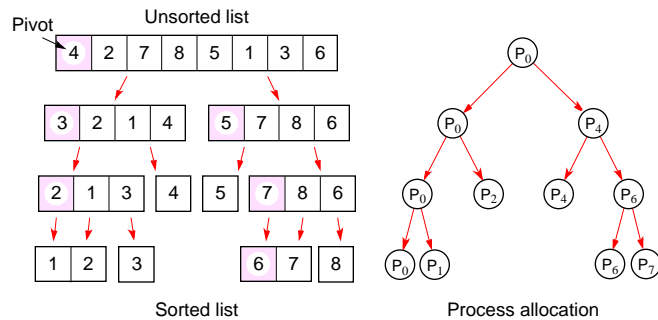 Unsorted list
Pivot
4 2 7 8 5 1 3 6
P0
3 2 1 4
5 7 8 6
P0
P4
2 1 3
4
5
7 8 6
P0
P2
P4
P6
1 2
3
6 7
8
P0
P1
P6
P7
Sorted list
Process allocation